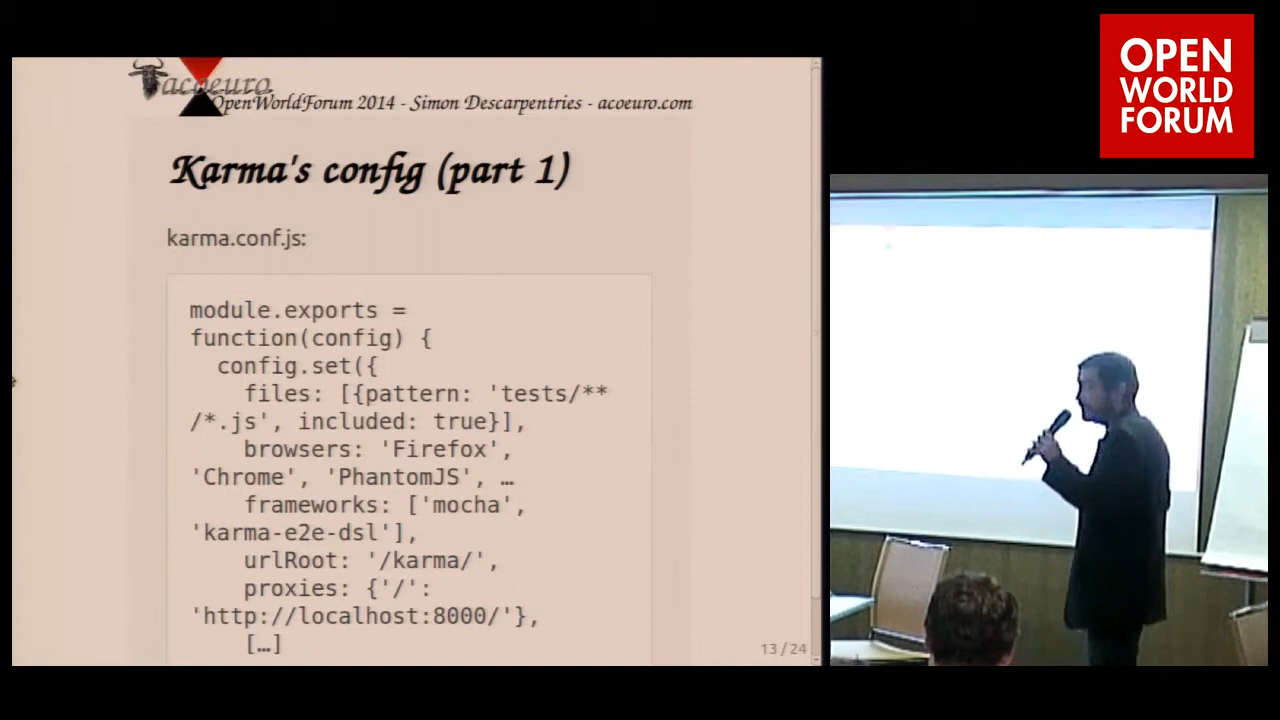 acoeuro
OpenWorldForum 2014 - Simon Descarpentries - acoeuro.com
Karma's config (part 1)
karma.conf.js:
module.exports =
function(config) {
config.set({
files: [{pattern: 'tests/**
/*.js', included: true}],
browsers: 'Firefox',
'Chrome', 'PhantomJS', …
frameworks: ['mocha',
'karma-e2e-dsl'],
urlRoot: '/karma/',
proxies: {'/':
'http://localhost:8000/'},
[…]
13/24
OPEN
WORLD
FORUM